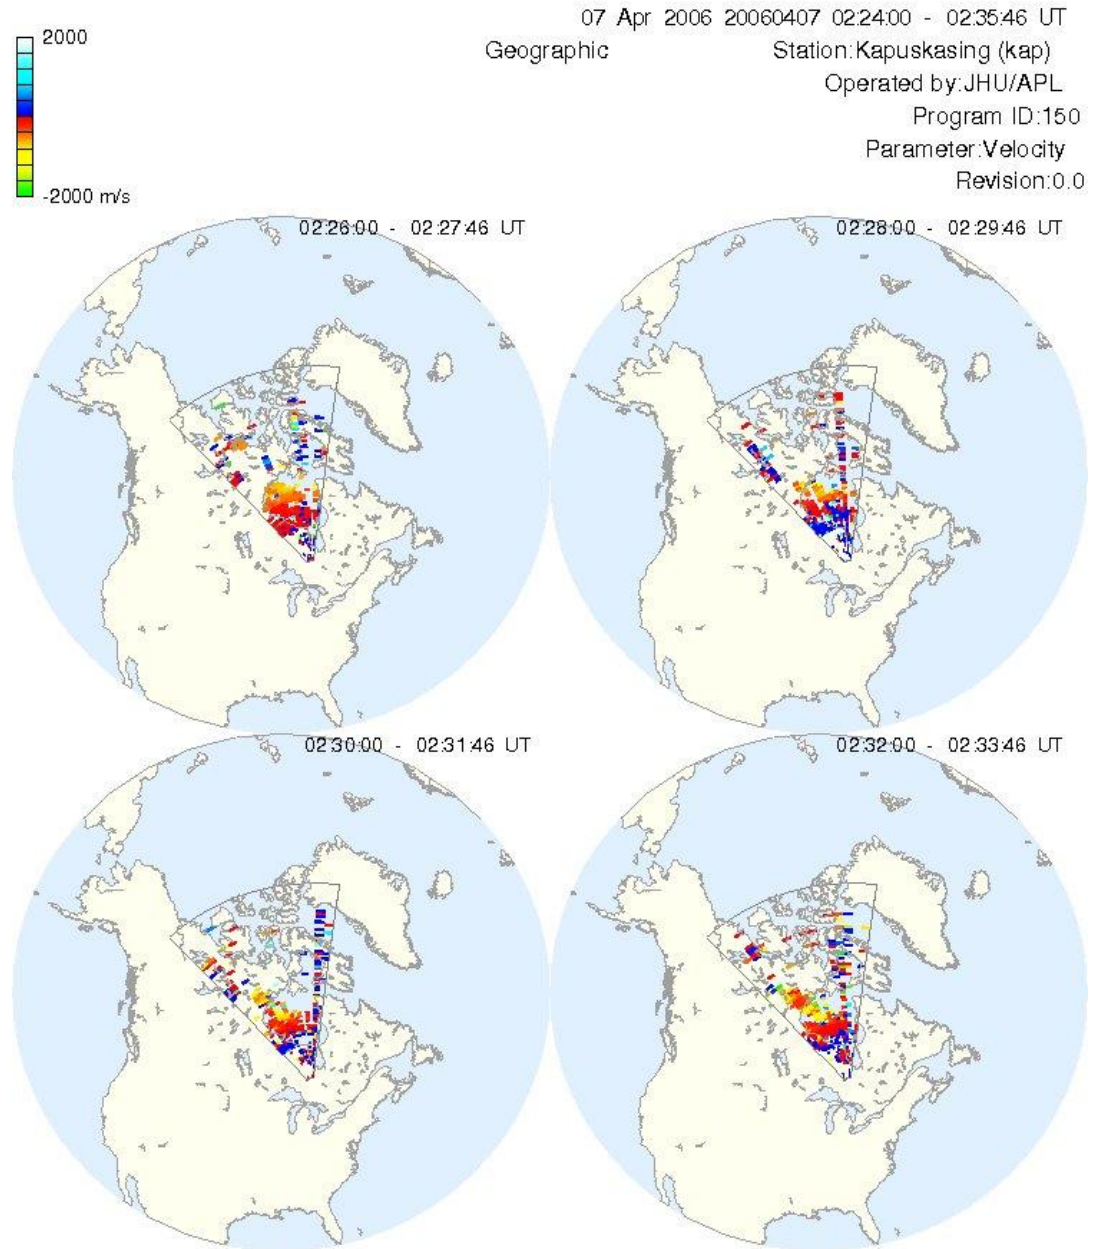 07 Apr 2006 20060407 02:24:00 - 02:35:46 UT
2000
Geographic Station:Kapuskasing (kap)
Operated by:JHU/APL
Program ID:150
Parameter:Velocity
Revision:0.0
-2000 m/s
02:26:00 - 02:27:46 UT
02:28:00 - 02:29:46 UT
02:30:00 - 02:31:46 UT
02:32:00 - 02:33:46 UT